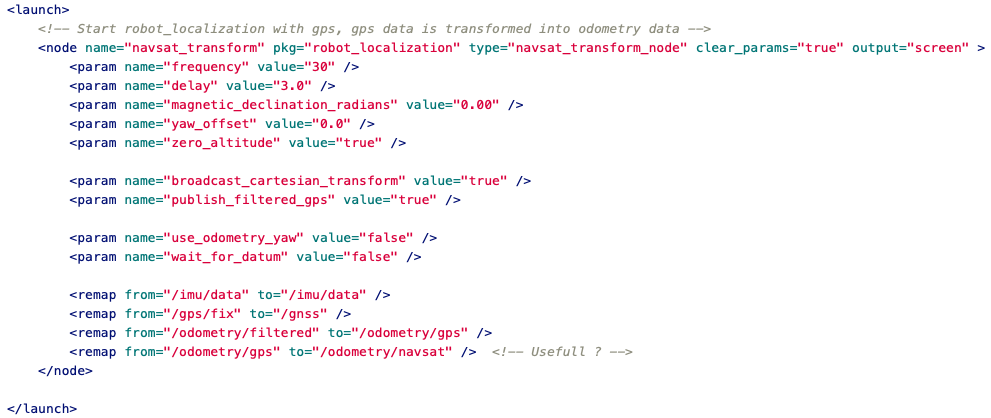 <launch>
    <!-- Start robot_localization with gps, gps data is transformed into odometry data -->
    <node name="navsat_transform" pkg="robot_localization" type="navsat_transform_node" clear_params="true" output="screen" >
        <param name="frequency" value="30" />
        <param name="delay" value="3.0" />
        <param name="magnetic_declination_radians" value="0.00" />
        <param name="yaw_offset" value="0.0" />
        <param name="zero_altitude" value="true" />

        <param name="broadcast_cartesian_transform" value="true" />
        <param name="publish_filtered_gps" value="true" />

        <param name="use_odometry_yaw" value="false" />
        <param name="wait_for_datum" value="false" />

        <remap from="/imu/data" to="/imu/data" />
        <remap from="/gps/fix" to="/gnss" />
        <remap from="/odometry/filtered" to="/odometry/gps" />
        <remap from="/odometry/gps" to="/odometry/navsat" />  <!-- Usefull ? -->
    </node>

</launch>